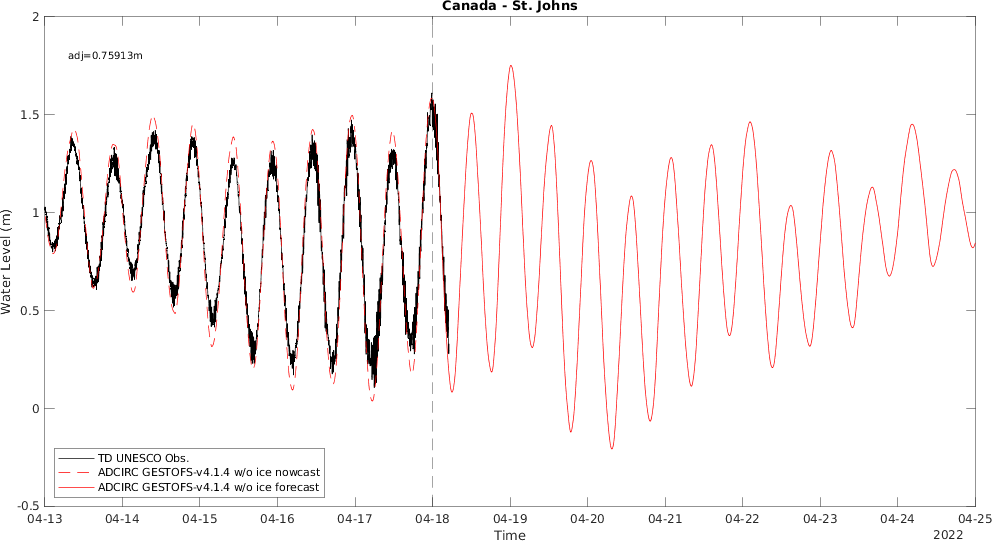 Canada - St. Johns
adj=0.75913m
2
1.5
1
0.5
0
-0.5
Water Level (m)
TD UNESCO Obs.
ADCIRC GESTOFS-v4.1.4 w/o ice nowcast
ADCIRC GESTOFS-v4.1.4 w/o ice forecast
04-13 04-14 04-15 04-16 04-17 04-18 04-19 04-20 04-21 04-22 04-23 04-24 04-25
Time
2022